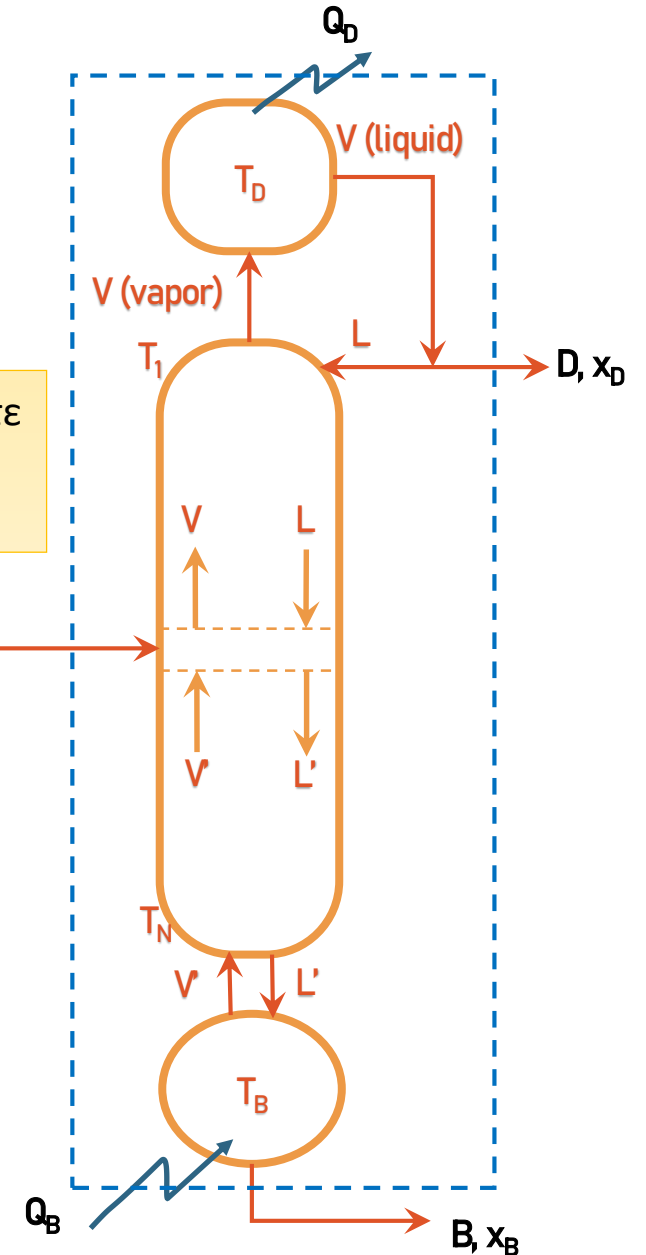 Q_D
V (liquid)
T_D
V (vapor)
T_1
L
D, x_D
V
L
V'
L'
T_N
V'
L'
T_B
Q_B
B, x_B